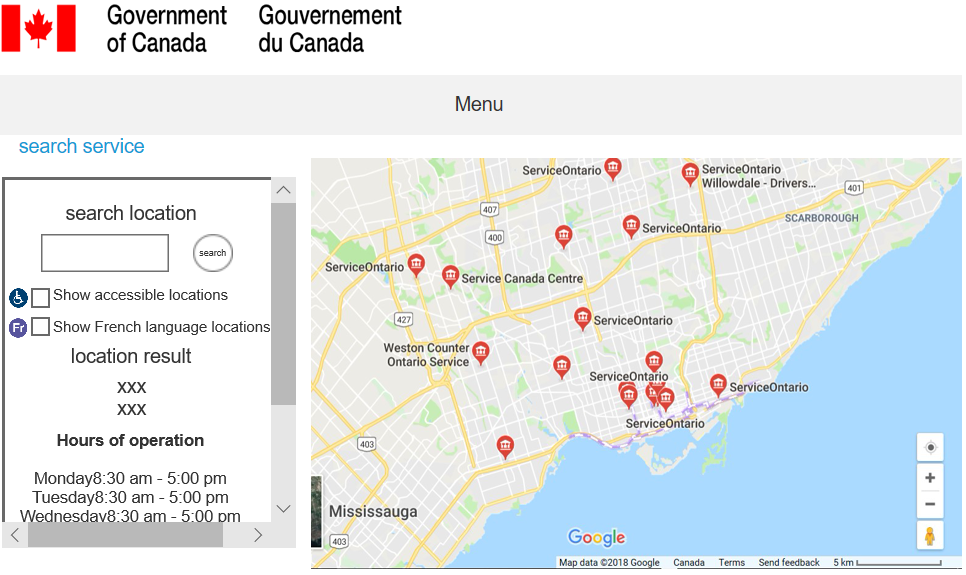 Government
of Canada
Gouvernement
du Canada
Menu
search service
search location
search
Show accessible locations
Fr
Show French language locations
location result
XXX
XXX
Hours of operation
Monday8:30 am - 5:00 pm
Tuesday8:30 am - 5:00 pm
Wednesday8:30 am - 5:00 pm
ServiceOntario
ServiceOntario
Willowdale - Drivers...
401
407
SCARBOROUGH
400
ServiceOntario
ServiceOntario
Service Canada Centre
427
ServiceOntario
Weston Counter
Ontario Service
ServiceOntario
ServiceOntario
ServiceOntario
403
Mississauga
403
Google
Map data ©2018 Google
Canada
Terms
Send feedback
5 km